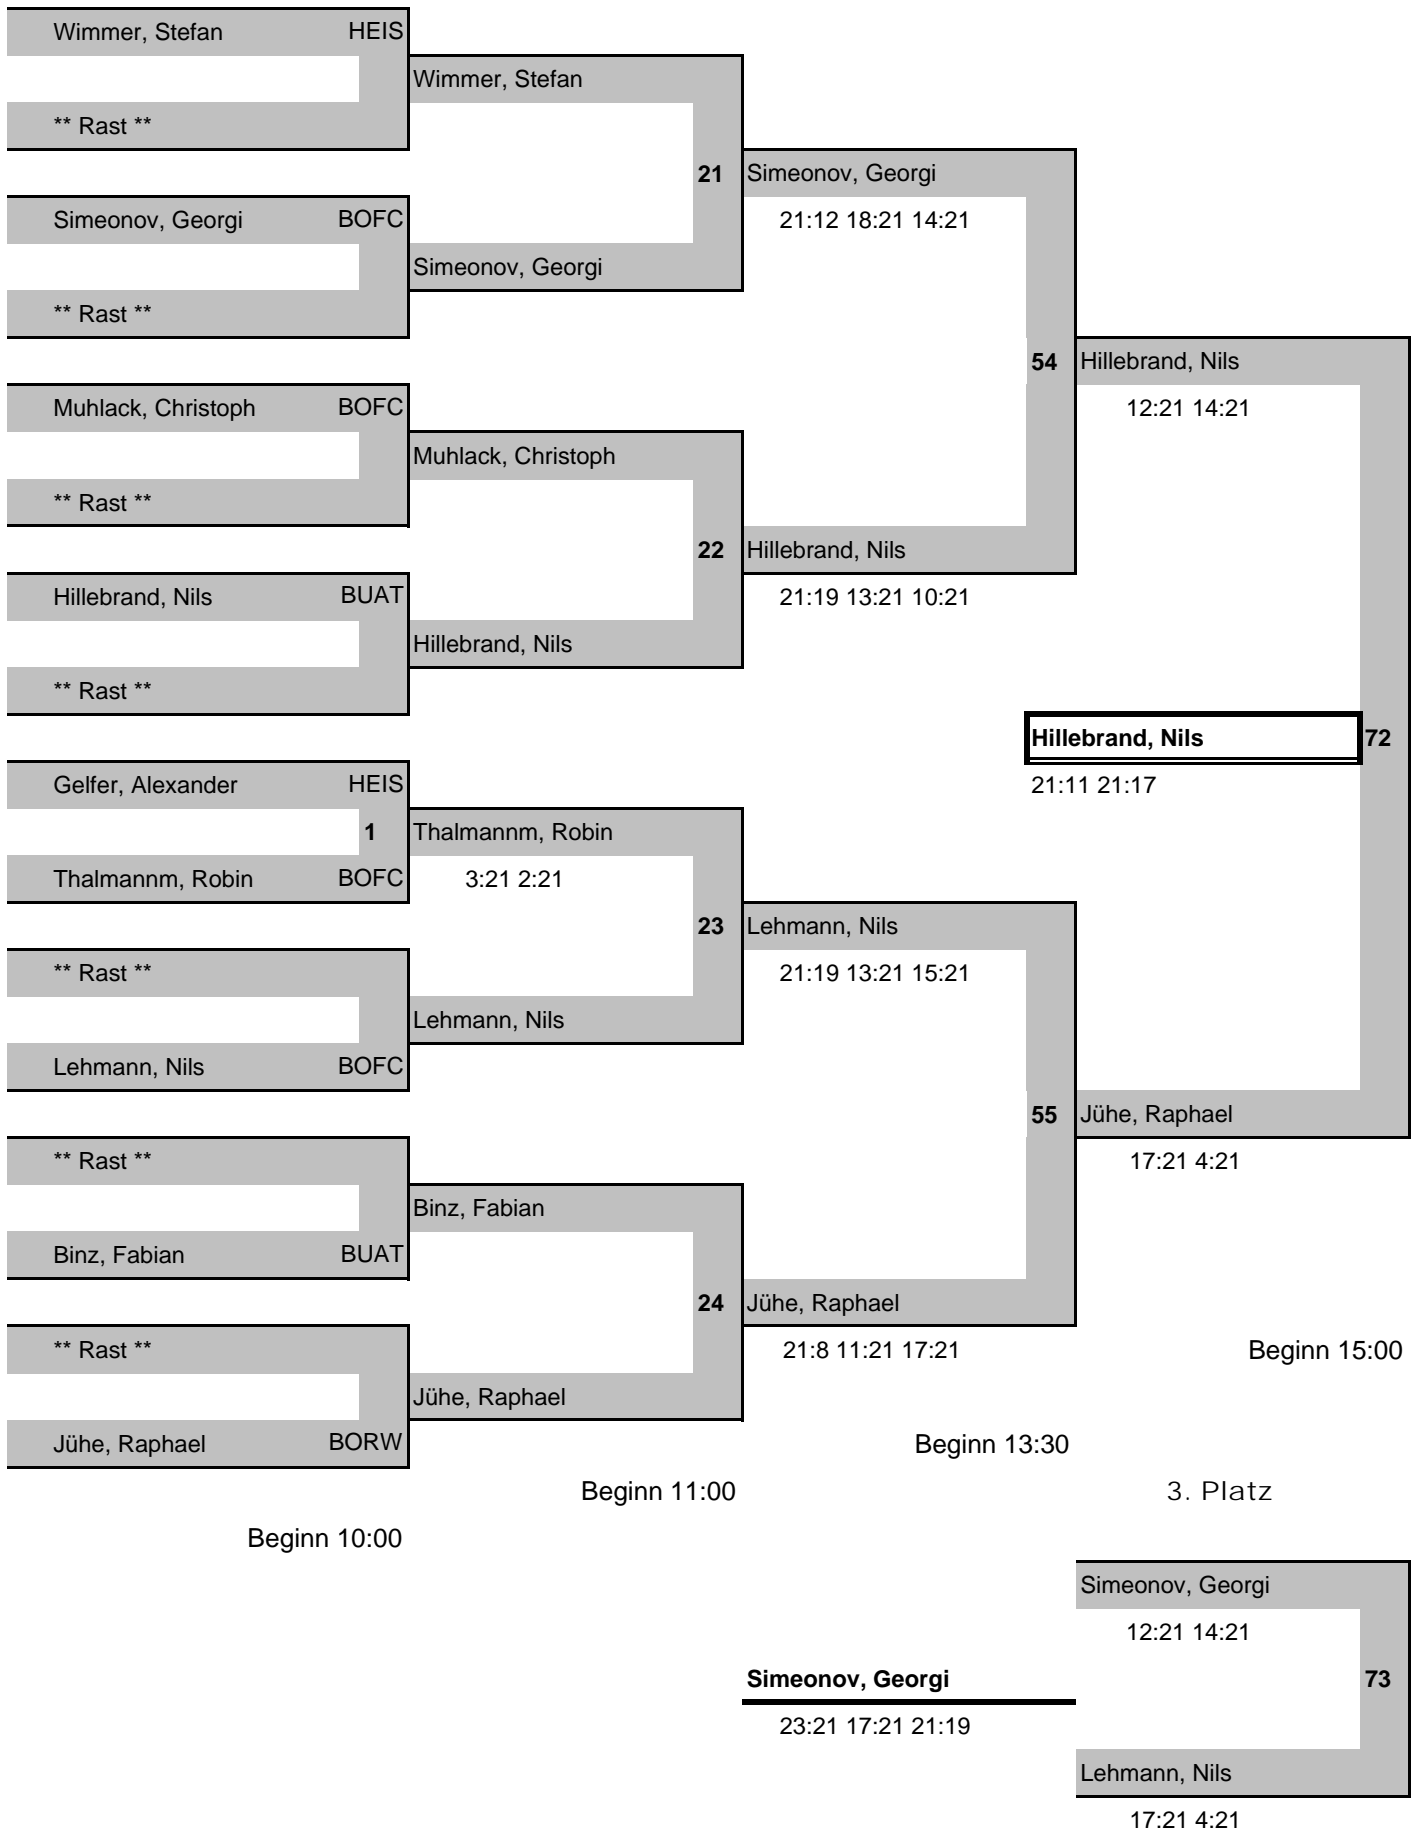 Wimmer, Stefan HEIS
Wimmer, Stefan
** Rast **
21 Simeonov, Georgi
Simeonov, Georgi BOFC
21:12 18:21 14:21
Simeonov, Georgi
** Rast **
54 Hillebrand, Nils
Muhlack, Christoph BOFC
12:21 14:21
Muhlack, Christoph
** Rast **
22 Hillebrand, Nils
Hillebrand, Nils BUAT
21:19 13:21 10:21
Hillebrand, Nils
** Rast **
Hillebrand, Nils 72
Gelfer, Alexander HEIS
21:11 21:17
1 Thalmannm, Robin
Thalmannm, Robin BOFC
3:21 2:21
23 Lehmann, Nils
** Rast **
21:19 13:21 15:21
Lehmann, Nils
Lehmann, Nils BOFC
55 Jühe, Raphael
** Rast **
17:21 4:21
Binz, Fabian
Binz, Fabian BUAT
24 Jühe, Raphael
** Rast **
21:8 11:21 17:21
Beginn 15:00
Jühe, Raphael
Jühe, Raphael BORW
Beginn 13:30
Beginn 11:00
3. Platz
Beginn 10:00
Simeonov, Georgi
12:21 14:21
Simeonov, Georgi 73
23:21 17:21 21:19
Lehmann, Nils
17:21 4:21